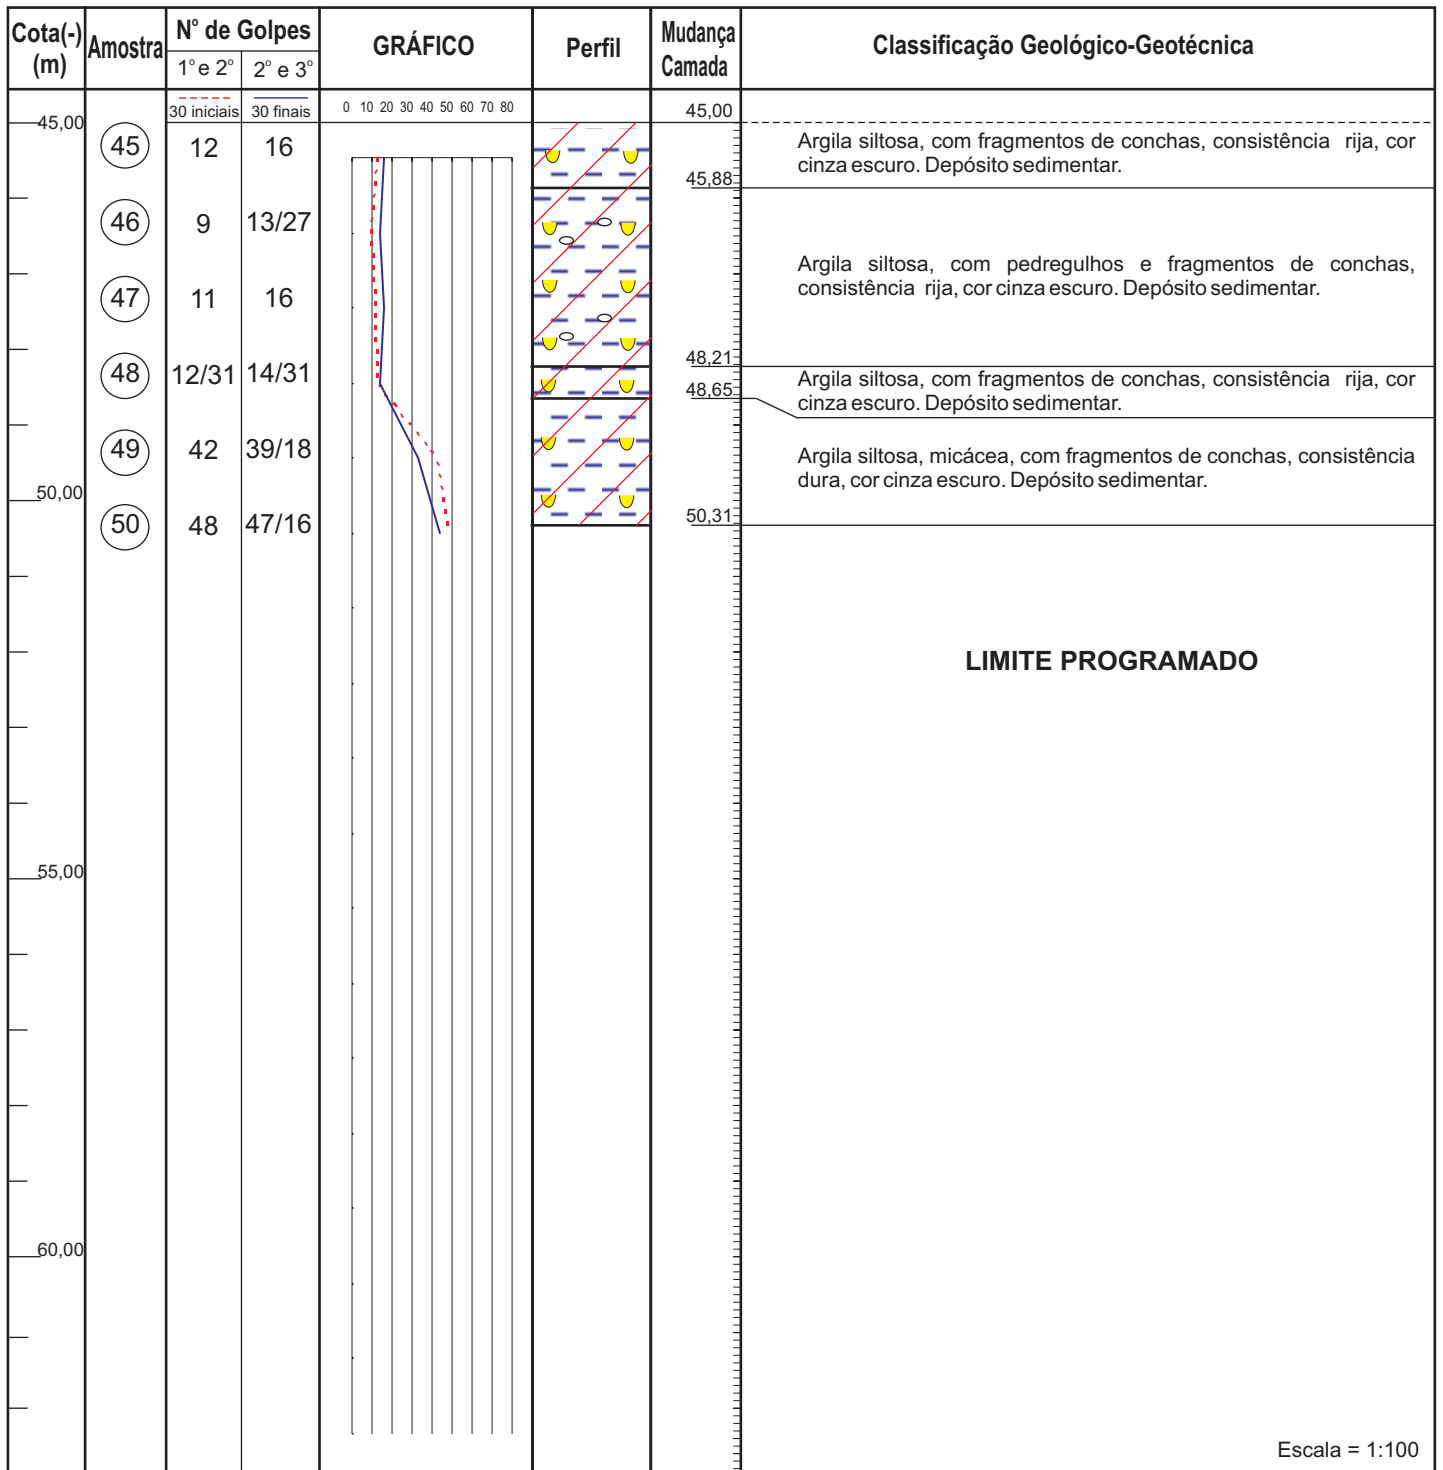 Cota(-) (m) Amostra N° de Golpes GRÁFICO Perfil Mudança Camada Classificação Geológico-Geotécnica
1° e 2° 2° e 3°
30 iniciais 30 finais 0 10 20 30 40 50 60 70 80 45,00
45,00
45 12 16
Argila siltosa, com fragmentos de conchas, consistência rija, cor
cinza escuro. Depósito sedimentar.
45,88
46 9 13/27
Argila siltosa, com pedregulhos e fragmentos de conchas,
consistência rija, cor cinza escuro. Depósito sedimentar.
47 11 16
48,21
48 12/31 14/31
Argila siltosa, com fragmentos de conchas, consistência rija, cor
cinza escuro. Depósito sedimentar.
48,65
49 42 39/18
Argila siltosa, micácea, com fragmentos de conchas, consistência
dura, cor cinza escuro. Depósito sedimentar.
50,00
50,31
50 48 47/16
LIMITE PROGRAMADO
55,00
60,00
Escala = 1:100